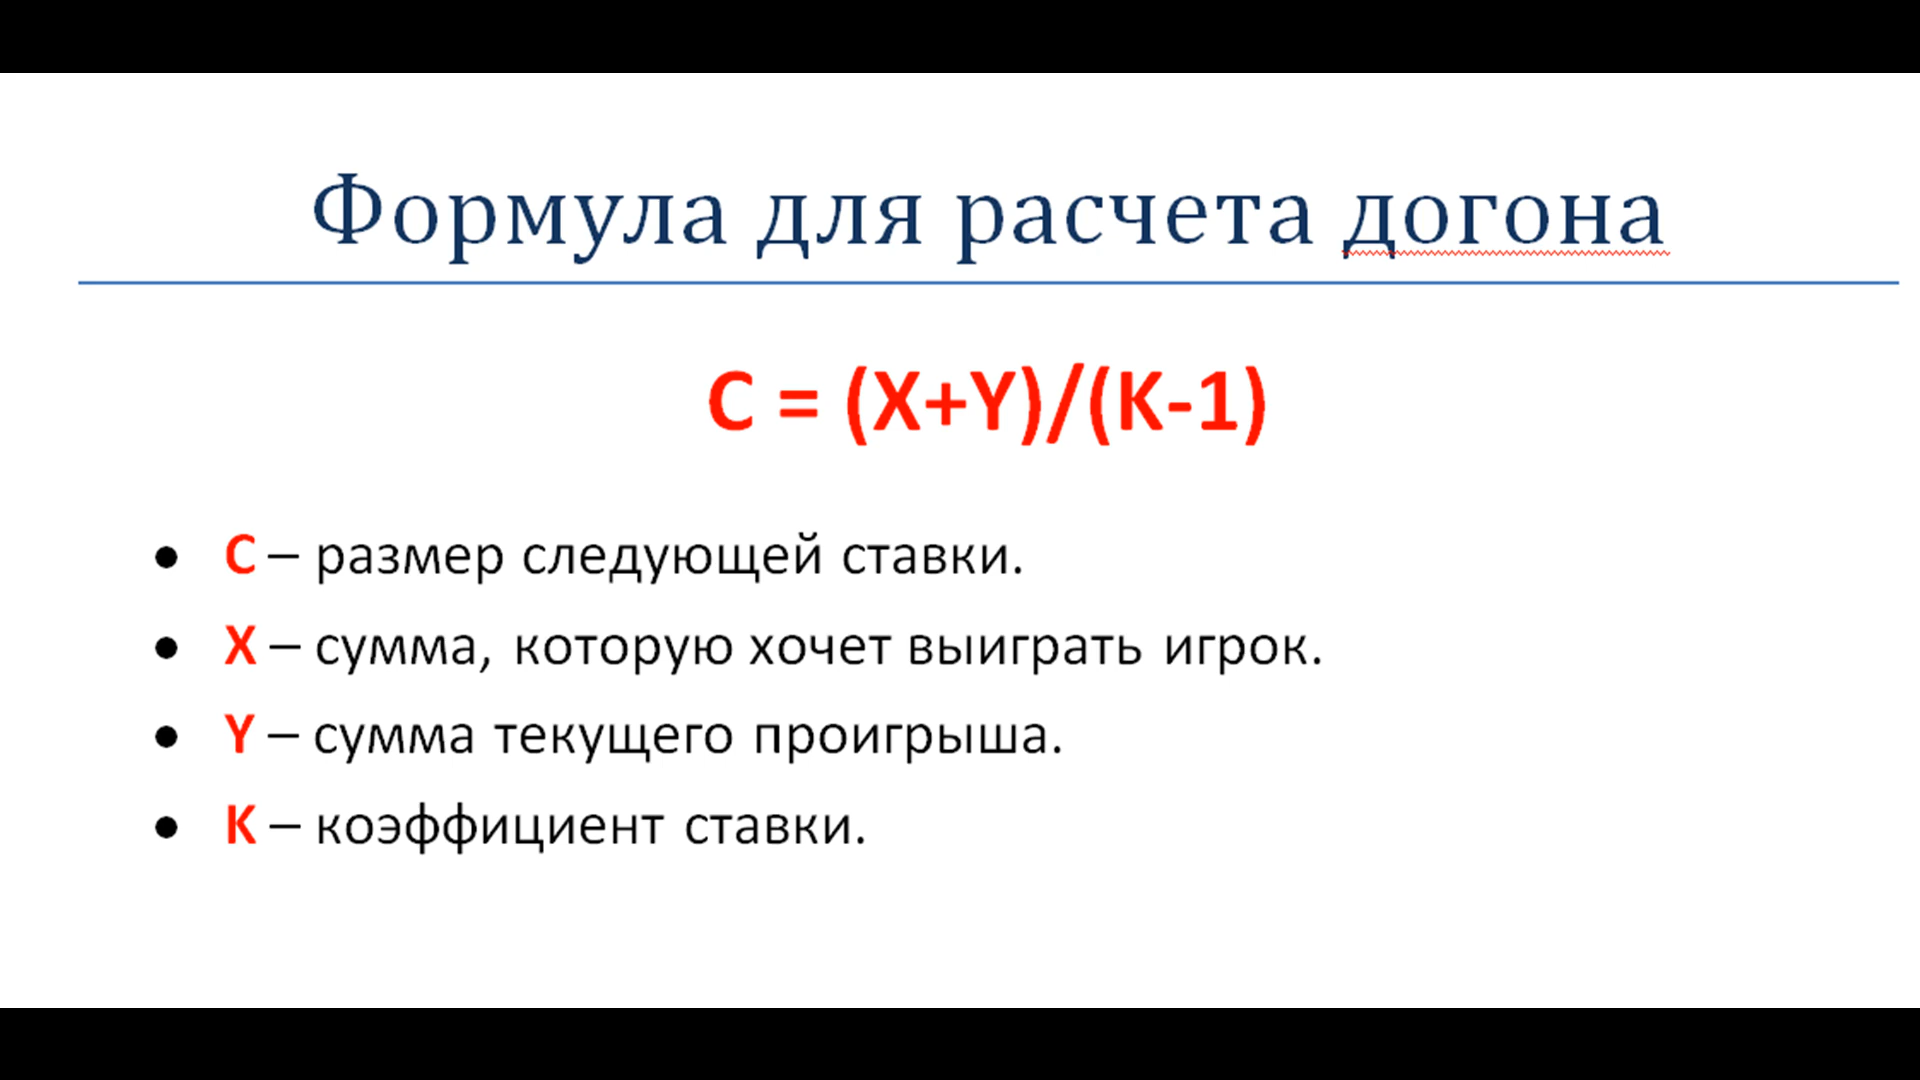 Формула для расчета догона
C = (X+Y)/(K-1)
● C – размер следующей ставки.
● X – сумма, которую хочет выиграть игрок.
● Y – сумма текущего проигрыша.
● K – коэффициент ставки.